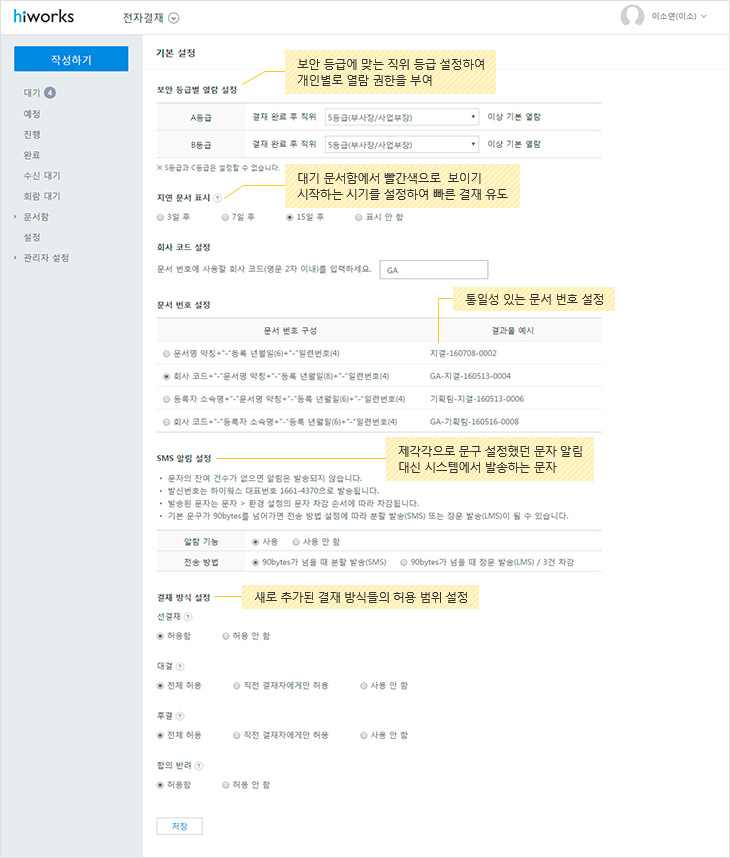 hiworks 전자결재 이소연(이소)
작성하기
대기 4
예정
진행
완료
수신 대기
회람 대기
문서함
설정
관리자 설정
기본 설정
보안 등급에 맞는 직위 등급 설정하여
개인별로 열람 권한을 부여
보안 등급별 열람 설정
A등급 결재 완료 후 직위 5등급(부사장/사업부장) 이상 기본 열람
B등급 결재 완료 후 직위 5등급(부사장/사업부장) 이상 기본 열람
※ S등급과 C등급은 설정할 수 없습니다.
대기 문서함에서 빨간색으로 보이기
시작하는 시기를 설정하여 빠른 결재 유도
지연 문서 표시 ?
3일 후 7일 후 15일 후 표시 안 함
회사 코드 설정
문서 번호에 사용할 회사 코드(영문 2자 이내)를 입력하세요. GA
통일성 있는 문서 번호 설정
문서 번호 설정
문서 번호 구성 결과물 예시
문서명 약칭+"-"등록 년월일(6)+"-"일련번호(4) 지결-160708-0002
회사 코드+"-"문서명 약칭+"-"등록 년월일(8)+"-"일련번호(4) GA-지결-160513-0004
등록자 소속명+"-"문서명 약칭+"-"등록 년월일(6)+"-"일련번호(4) 기획팀-지결-160513-0006
회사 코드+"-"등록자 소속명+"-"등록 년월일(6)+"-"일련번호(4) GA-기획팀-160516-0008
제각각으로 문구 설정했던 문자 알림
대신 시스템에서 발송하는 문자
SMS 알림 설정
· 문자의 잔여 건수가 없으면 알림은 발송되지 않습니다.
· 발신번호는 하이웍스 대표번호 1661-4370으로 발송됩니다.
· 발송된 문자는 문자 > 환경 설정의 문자 차감 순서에 따라 차감됩니다.
· 기본 문구가 90bytes를 넘어가면 전송 방법 설정에 따라 분할 발송(SMS) 또는 장문 발송(LMS)이 될 수 있습니다.
알람 기능 사용 사용 안 함
전송 방법 90bytes가 넘을 때 분할 발송(SMS) 90bytes가 넘을 때 장문 발송(LMS) / 3건 차감
결재 방식 설정
새로 추가된 결재 방식들의 허용 범위 설정
선결재 ?
허용함 허용 안 함
대결 ?
전체 허용 직전 결재자에게만 허용 사용 안 함
후결 ?
전체 허용 직전 결재자에게만 허용 사용 안 함
합의 반려 ?
허용함 허용 안 함
저장